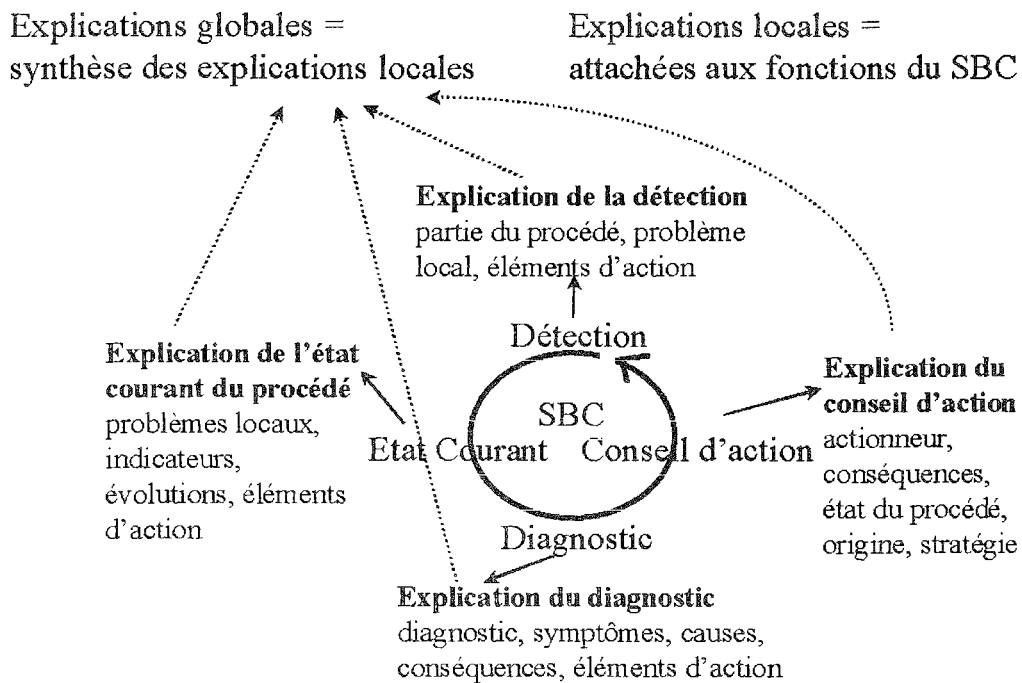 Explications globales =
synthèse des explications locales
Explications locales =
attachées aux fonctions du SBC
Explication de la détection
partie du procédé, problème
local, éléments d'action
Détection
Explication de l'état
courant du procédé
problèmes locaux,
indicateurs,
évolutions, éléments
d'action
SBC
Etat Courant
Conseil d'action
Explication du
conseil d'action
actionneur,
conséquences,
état du procédé,
origine, stratégie
Diagnostic
Explication du diagnostic
diagnostic, symptômes, causes,
conséquences, éléments d'action